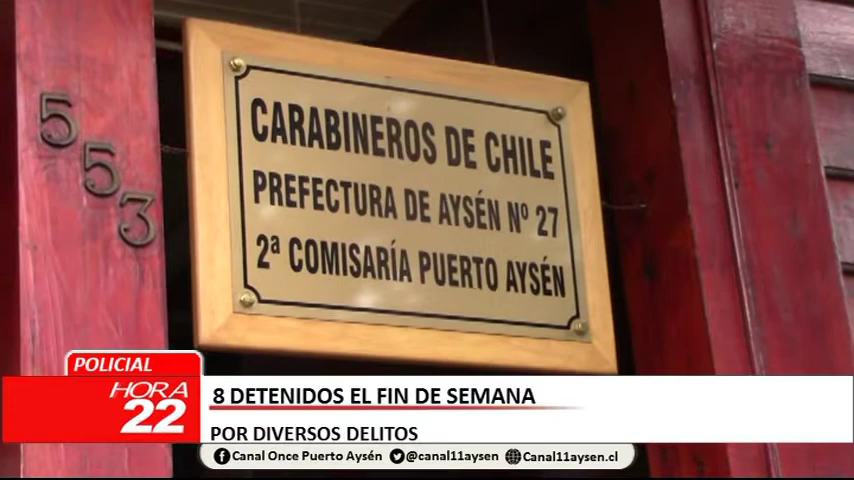 553
CARABINEROS DE CHILE
PREFECTURA DE AYSÉN Nº 27
2ª COMISARÍA PUERTO AYSÉN
POLICIAL
HORA
22
8 DETENIDOS EL FIN DE SEMANA
POR DIVERSOS DELITOS
Canal Once Puerto Aysén
@canal11aysen
Canal11aysen.cl